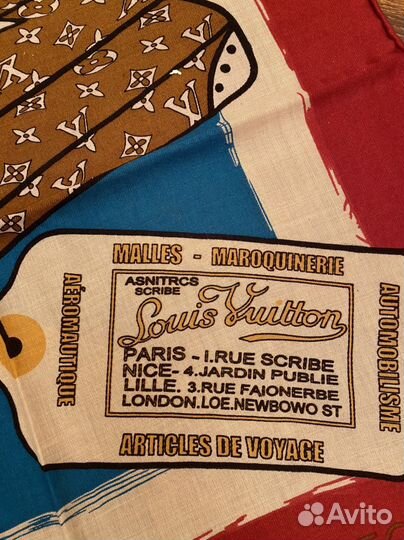 MALLES - MAROQUINERIE
ASNITRCS
SCRIBE
Louis Vuitton
PARIS - I.RUE SCRIBE
NICE- 4.JARDIN PUBLIE
LILLE. 3.RUE FAIONERBE
LONDON.LOE.NEWBOWO ST
AÉROMAUTIQUE
AUTOMOBILISME
ARTICLES DE VOYAGE
Avito